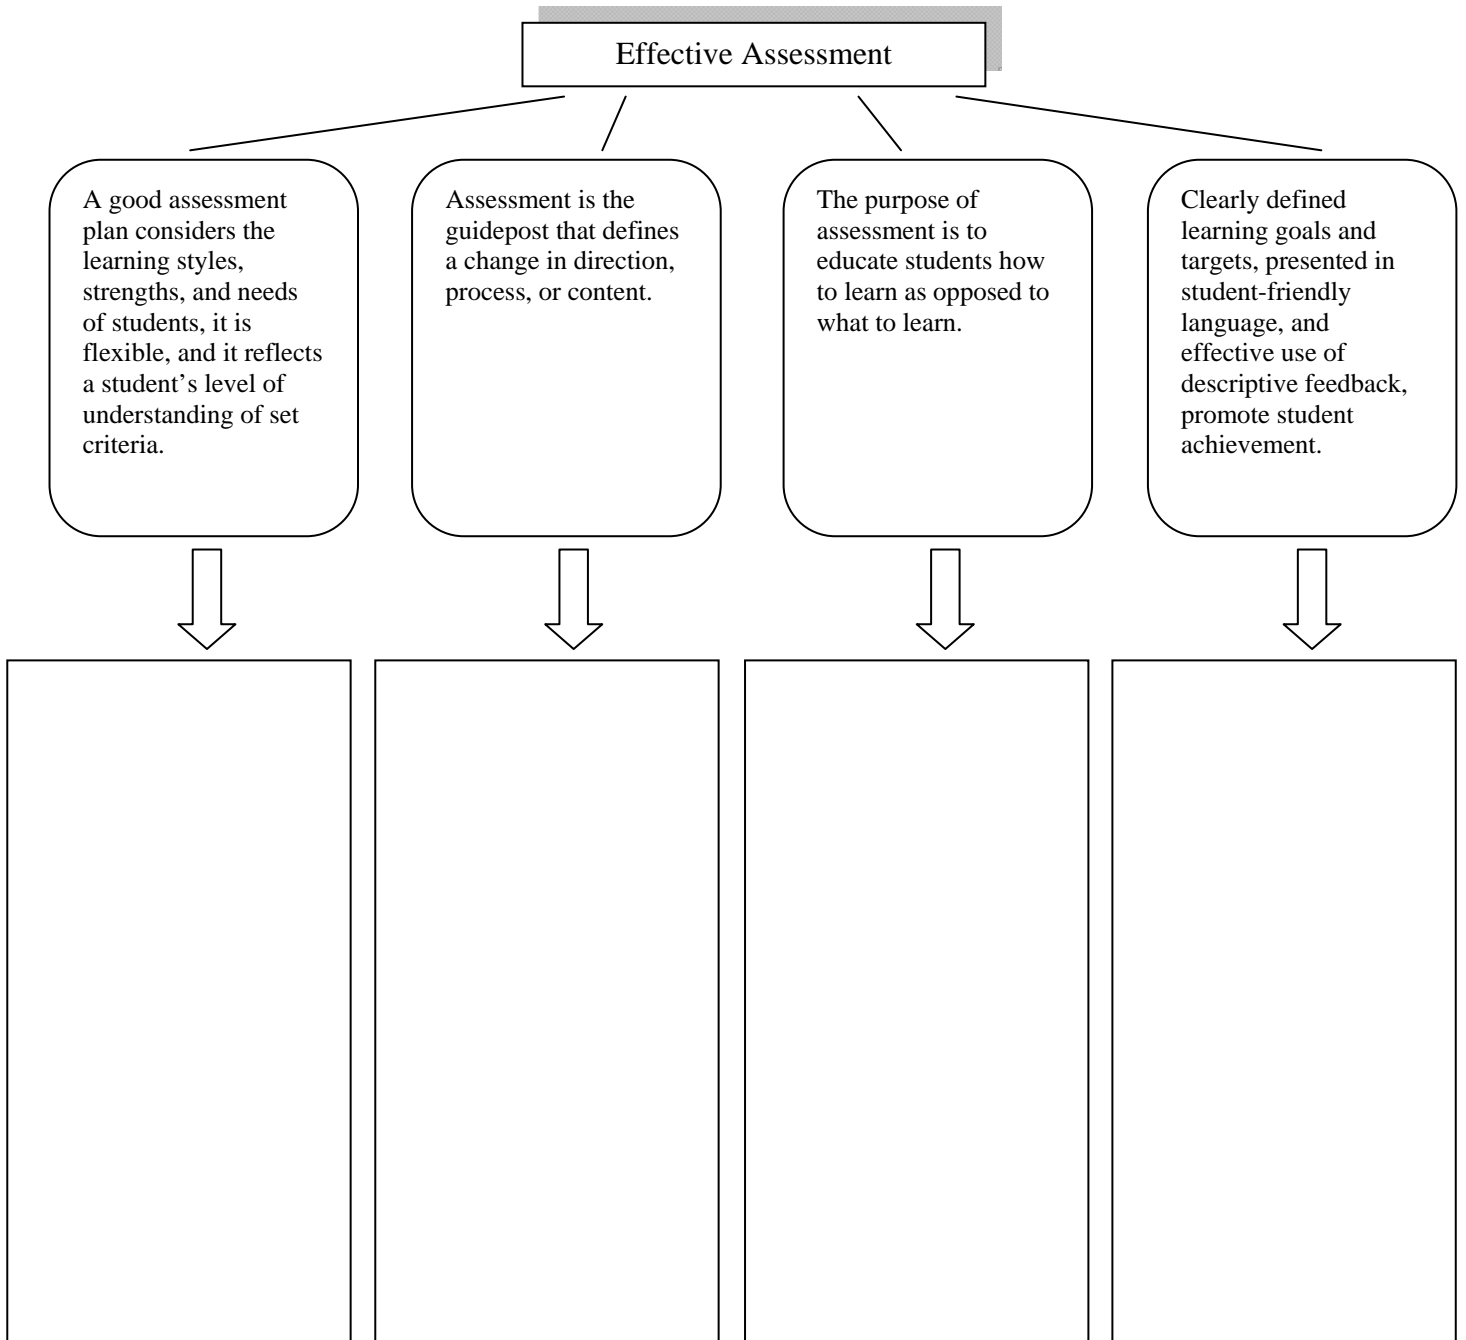 Effective Assessment
A good assessment
plan considers the
learning styles,
strengths, and needs
of students, it is
flexible, and it reflects
a student’s level of
understanding of set
criteria.
Assessment is the
guidepost that defines
a change in direction,
process, or content.
The purpose of
assessment is to
educate students how
to learn as opposed to
what to learn.
Clearly defined
learning goals and
targets, presented in
student-friendly
language, and
effective use of
descriptive feedback,
promote student
achievement.